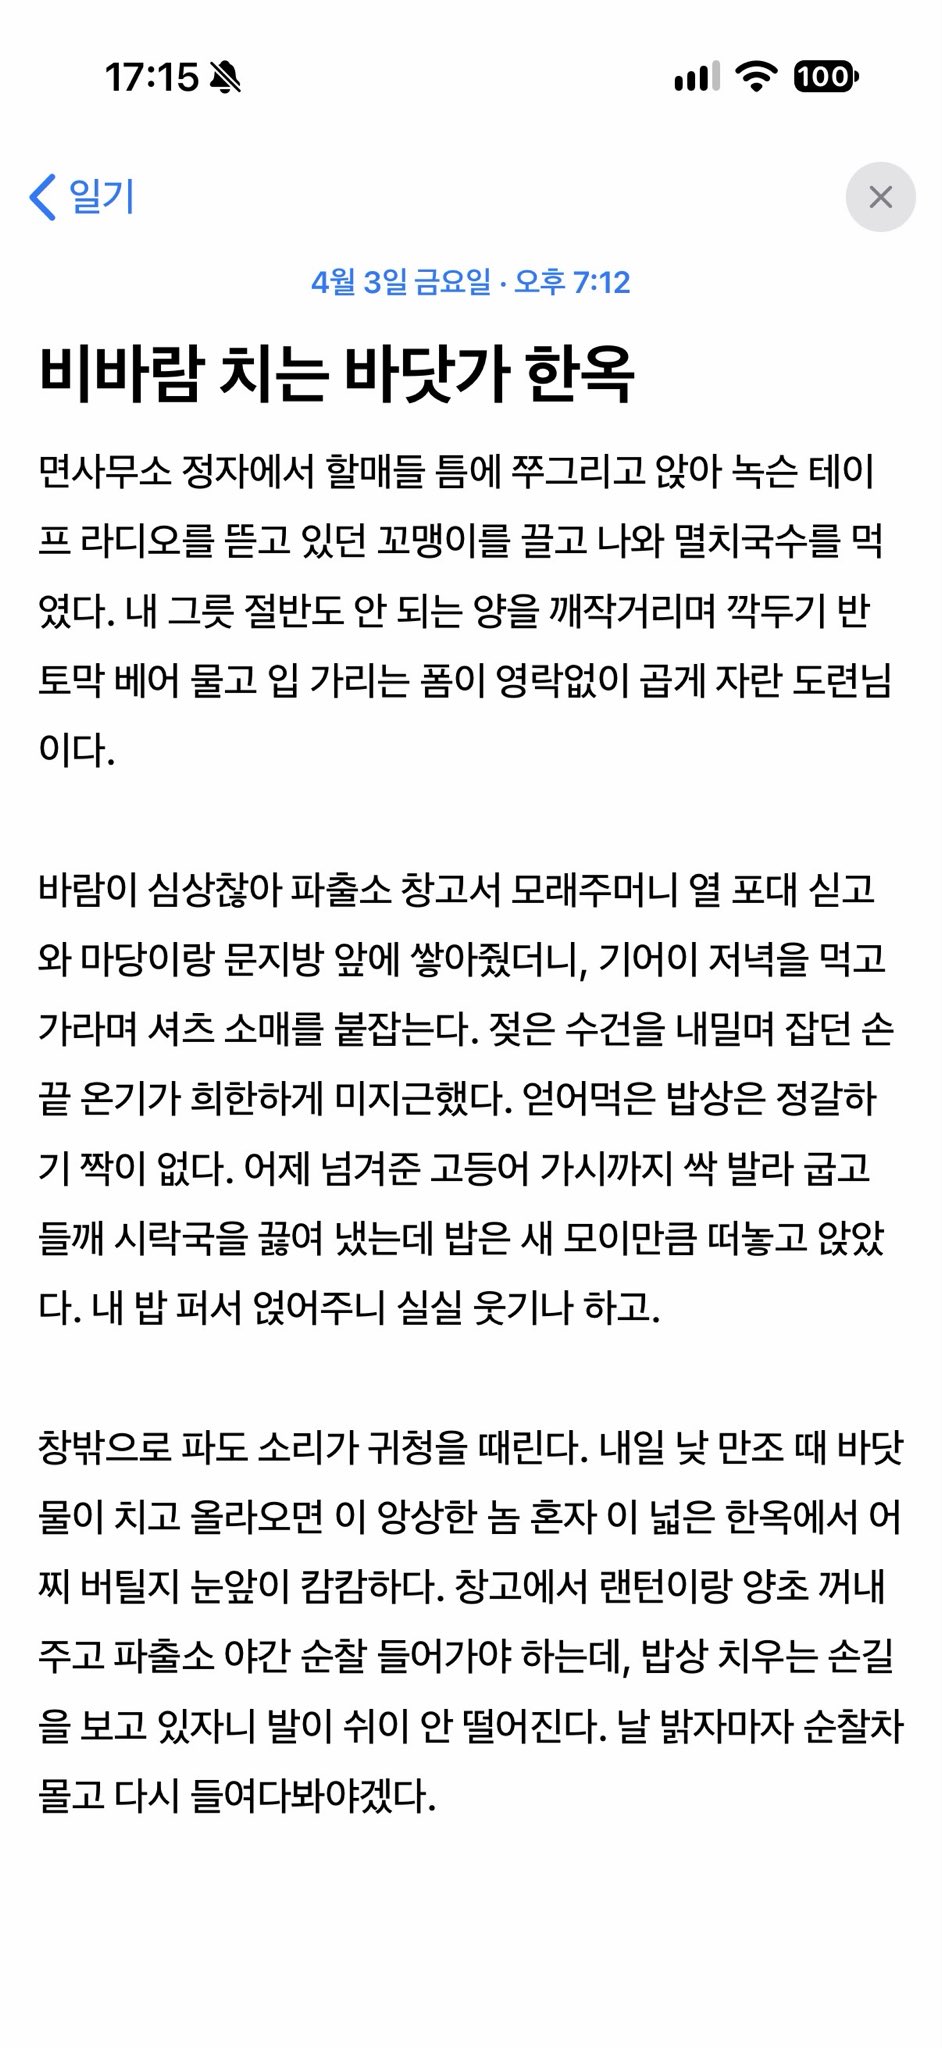 17:15
100
일기
4월 3일 금요일 · 오후 7:12
비바람 치는 바닷가 한옥
면사무소 정자에서 할매들 틈에 쭈그리고 앉아 녹슨 테이
프 라디오를 뜯고 있던 꼬맹이를 끌고 나와 멸치국수를 먹
였다. 내 그릇 절반도 안 되는 양을 깨작거리며 깍두기 반
토막 베어 물고 입 가리는 폼이 영락없이 곱게 자란 도련님
이다.
바람이 심상찮아 파출소 창고서 모래주머니 열 포대 싣고
와 마당이랑 문지방 앞에 쌓아줬더니, 기어이 저녁을 먹고
가라며 셔츠 소매를 붙잡는다. 젖은 수건을 내밀며 잡던 손
끝 온기가 희한하게 미지근했다. 얻어먹은 밥상은 정갈하
기 짝이 없다. 어제 넘겨준 고등어 가시까지 싹 발라 굽고
들깨 시락국을 끓여 냈는데 밥은 새 모이만큼 떠놓고 앉았
다. 내 밥 퍼서 얹어주니 실실 웃기나 하고.
창밖으로 파도 소리가 귀청을 때린다. 내일 낮 만조 때 바닷
물이 치고 올라오면 이 앙상한 놈 혼자 이 넓은 한옥에서 어
찌 버틸지 눈앞이 캄캄하다. 창고에서 랜턴이랑 양초 꺼내
주고 파출소 야간 순찰 들어가야 하는데, 밥상 치우는 손길
을 보고 있자니 발이 쉬이 안 떨어진다. 날 밝자마자 순찰차
몰고 다시 들여다봐야겠다.